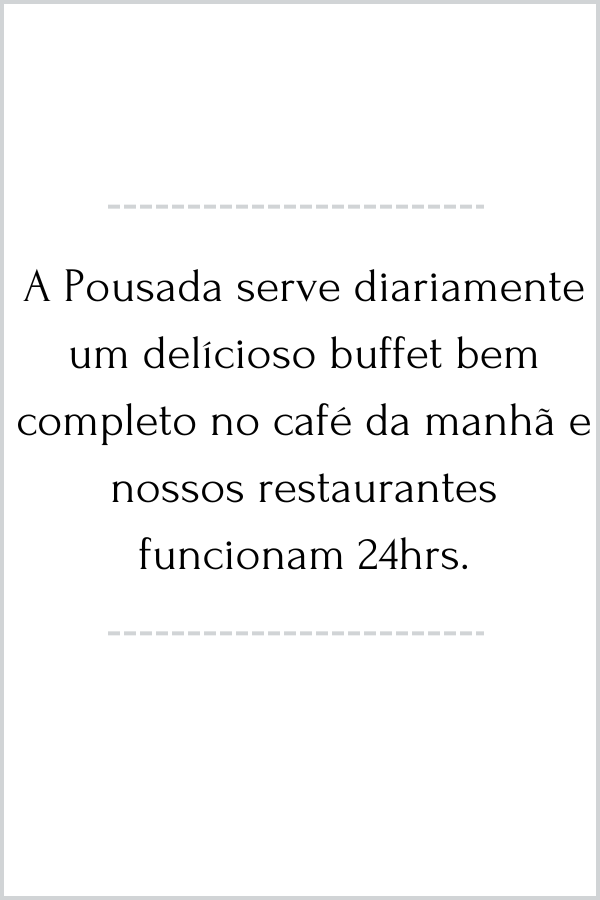 A Pousada serve diariamente
um delícioso buffet bem
completo no café da manhã e
nossos restaurantes
funcionam 24hrs.